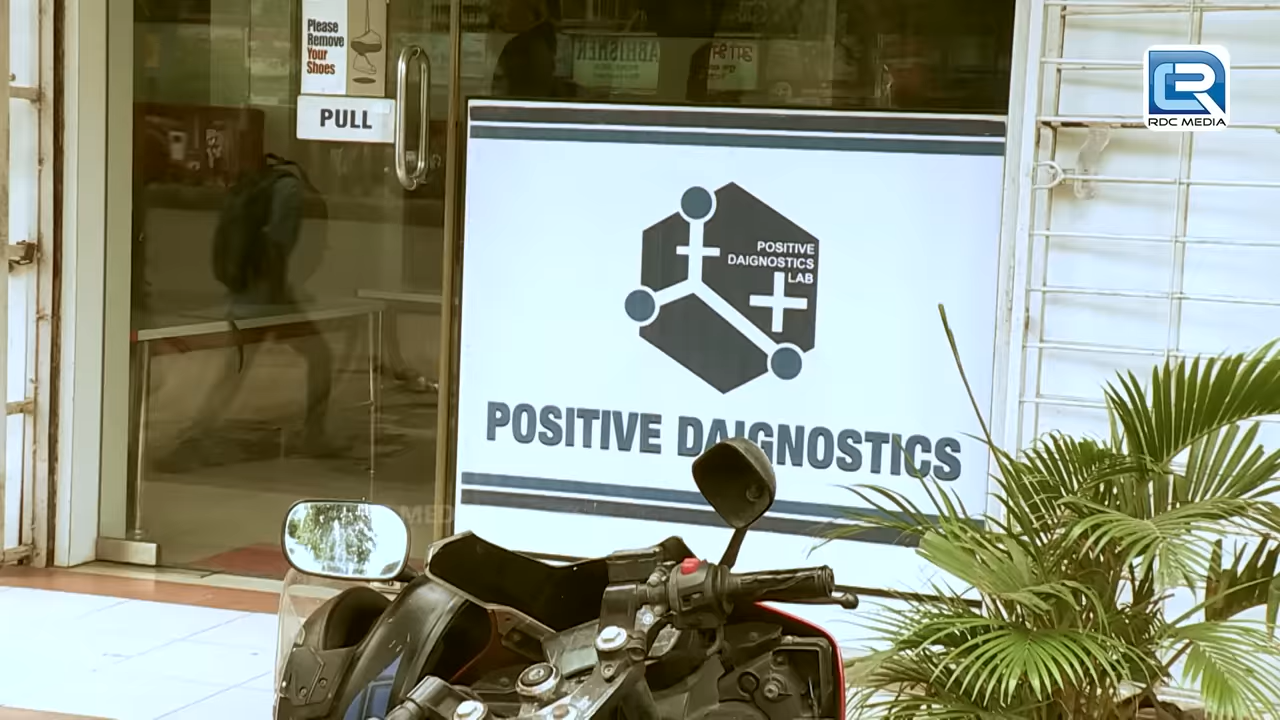 Please
Remove
Your
Shoes
PULL
RDC MEDIA
POSITIVE
DAIGNOSTICS
LAB
POSITIVE DAIGNOSTICS